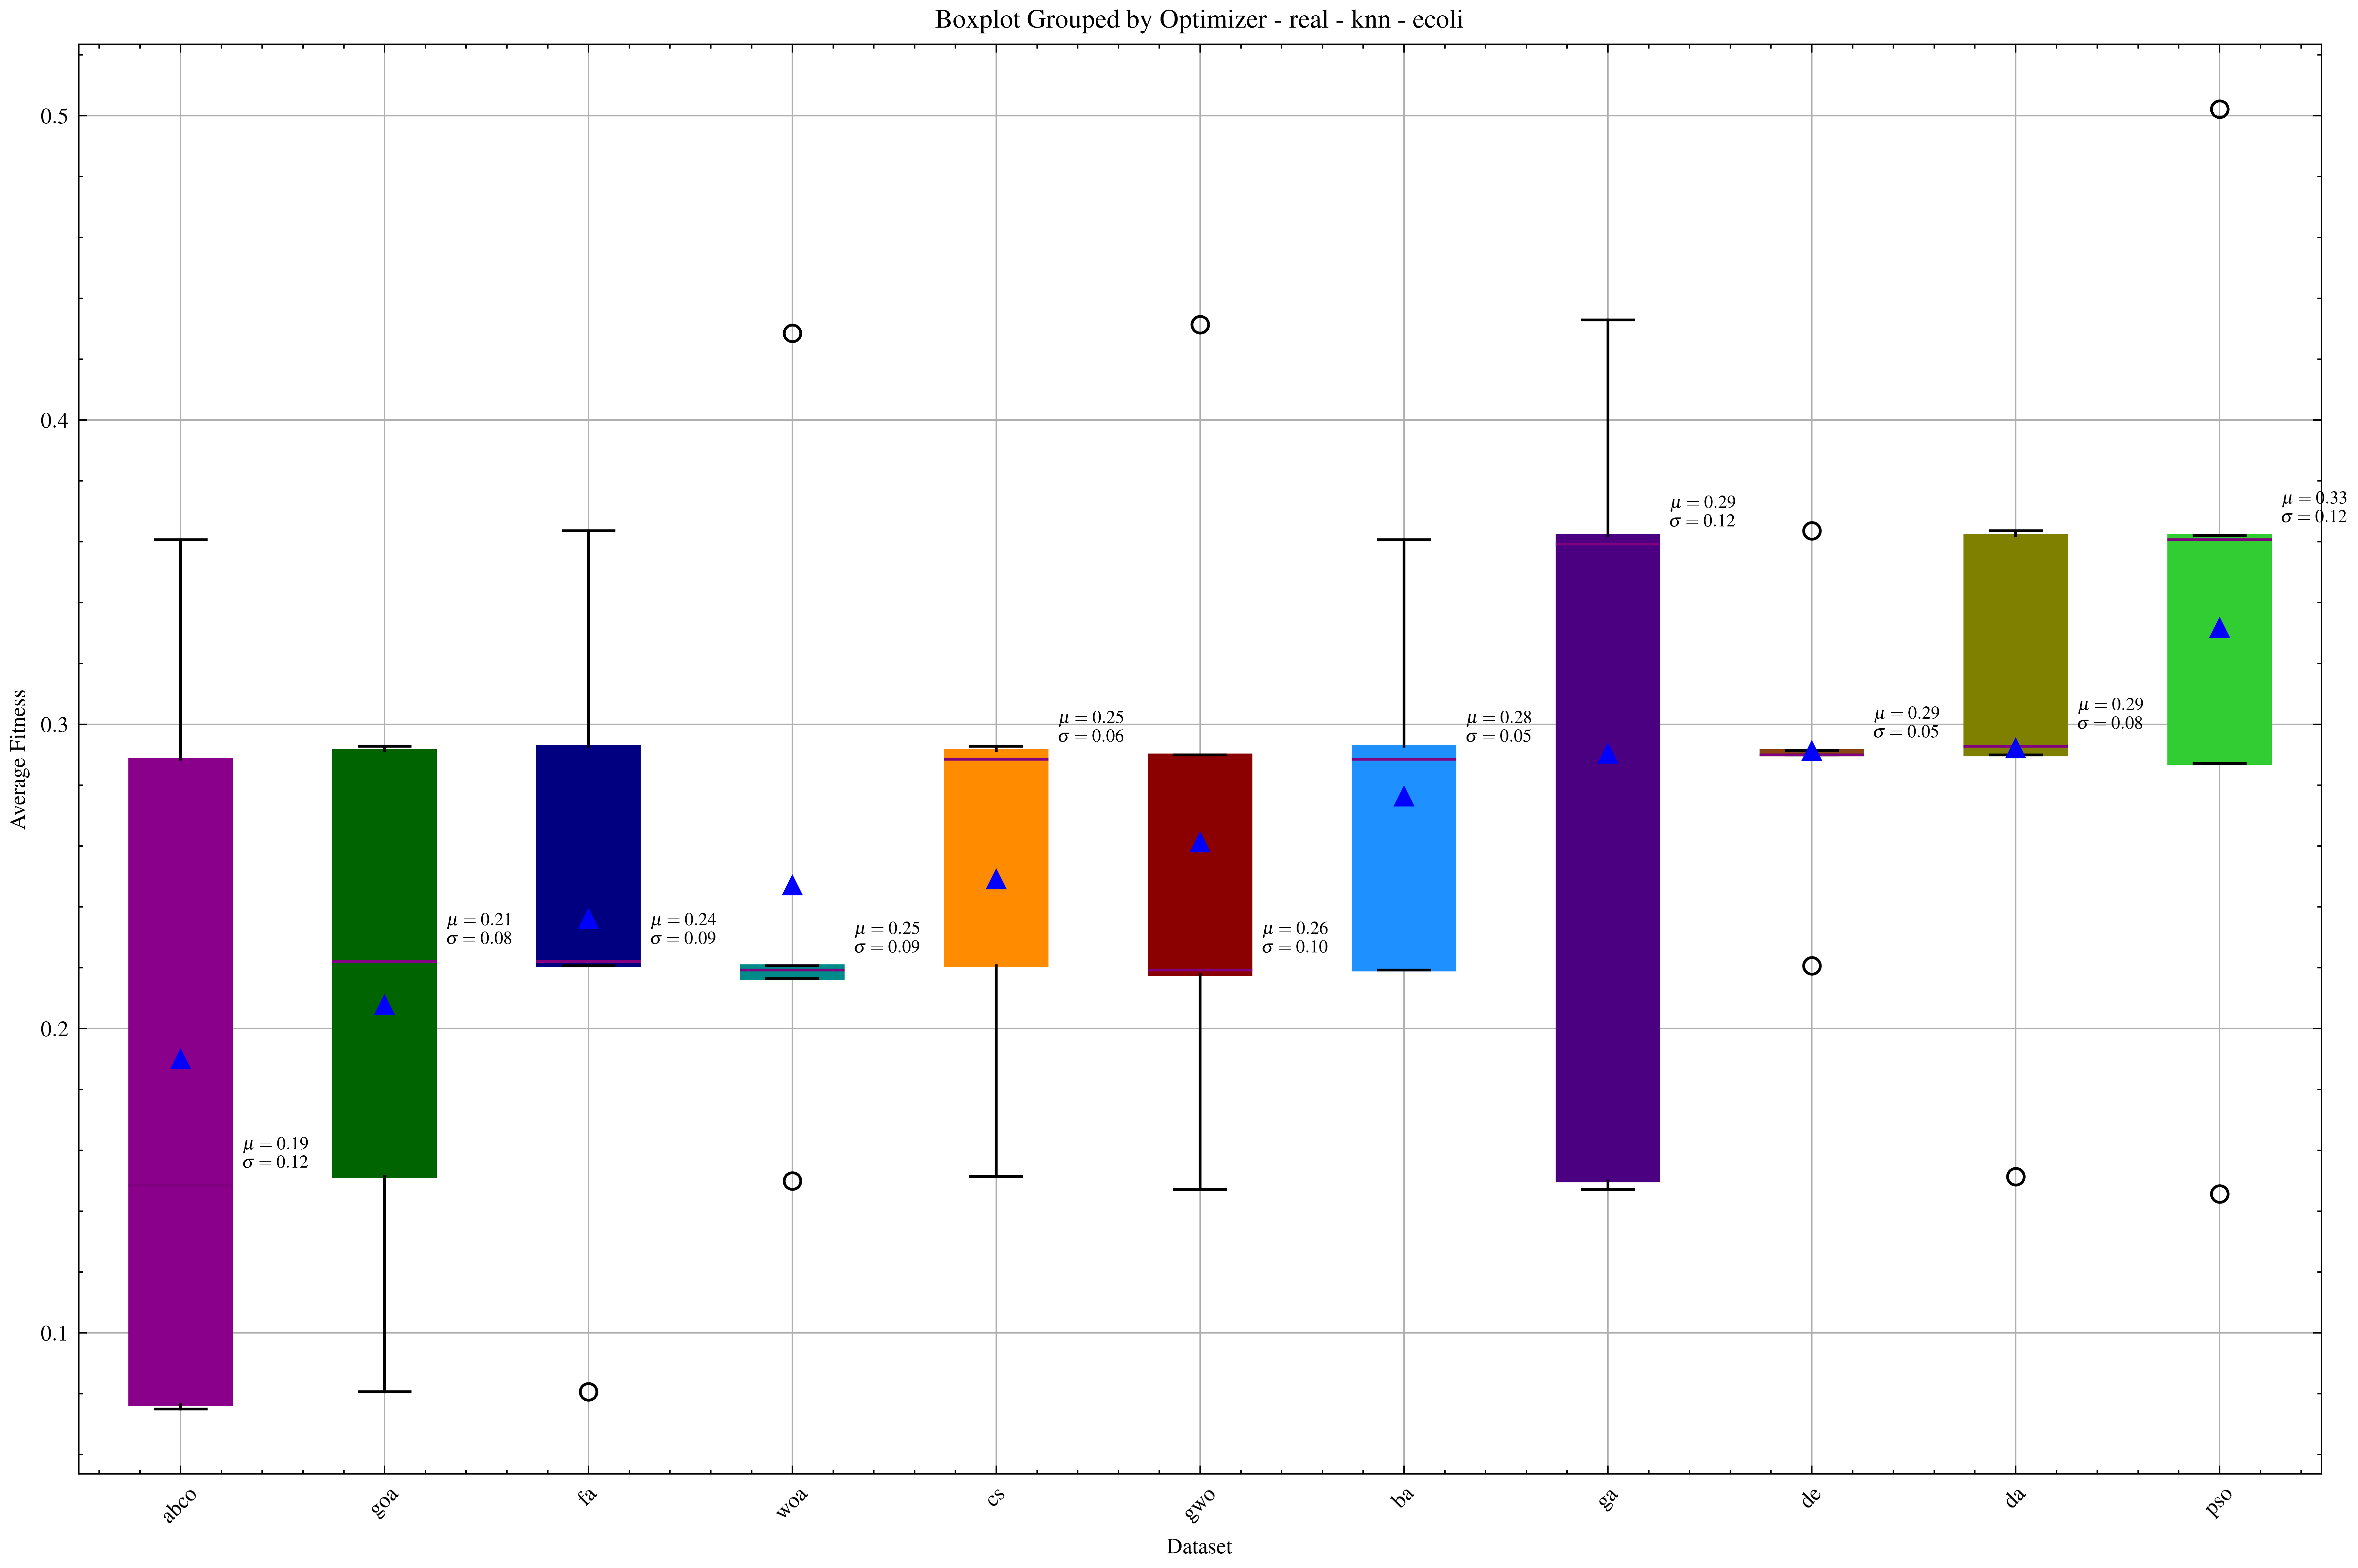 Boxplot Grouped by Optimizer - real - knn - ecoli
Average Fitness
0.5
0.4
0.3
0.2
0.1
μ = 0.19
σ = 0.12
μ = 0.21
σ = 0.08
μ = 0.24
σ = 0.09
μ = 0.25
σ = 0.09
μ = 0.25
σ = 0.06
μ = 0.26
σ = 0.10
μ = 0.28
σ = 0.05
μ = 0.29
σ = 0.12
μ = 0.29
σ = 0.05
μ = 0.29
σ = 0.08
μ = 0.33
σ = 0.12
abco
goa
fa
woa
cs
gwo
ba
ga
de
da
pso
Dataset